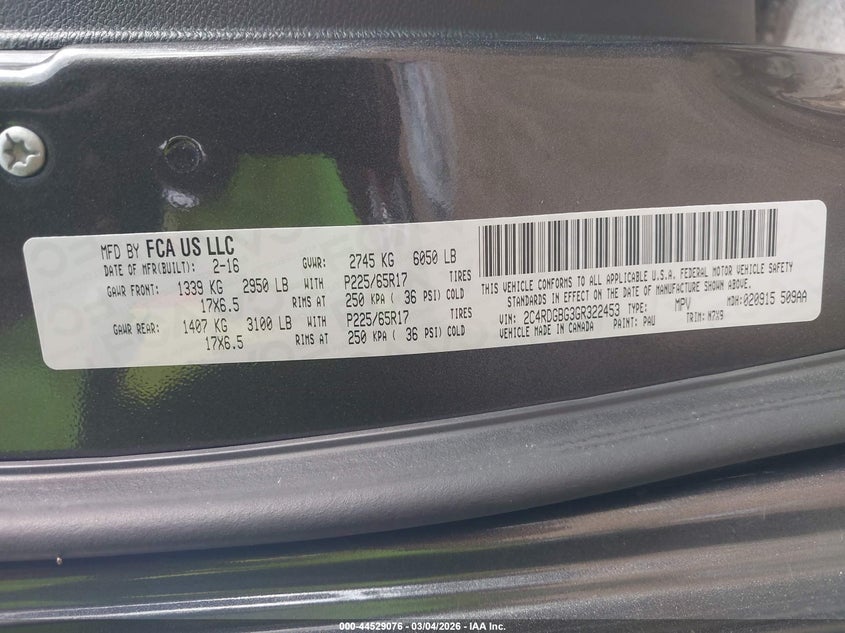 MFD BY FCA US LLC
DATE OF MFR(BUILT): 2-16 GVWR: 2745 KG 6050 LB
GAWR FRONT: 1339 KG 2950 LB WITH P225/65R17 TIRES
17X6.5 RIMS AT 250 KPA ( 36 PSI) COLD
GAWR REAR: 1407 KG 3100 LB WITH P225/65R17 TIRES
17X6.5 RIMS AT 250 KPA ( 36 PSI) COLD
THIS VEHICLE CONFORMS TO ALL APPLICABLE U.S.A. FEDERAL MOTOR VEHICLE SAFETY
STANDARDS IN EFFECT ON THE DATE OF MANUFACTURE SHOWN ABOVE.
VIN: 2C4RDGBG3GR322453 TYPE: MPV MDH: 020915 509AA
VEHICLE MADE IN CANADA PAINT: PAU TRIM: N7X9
000-44529076 - 03/04/2026 - IAA Inc.